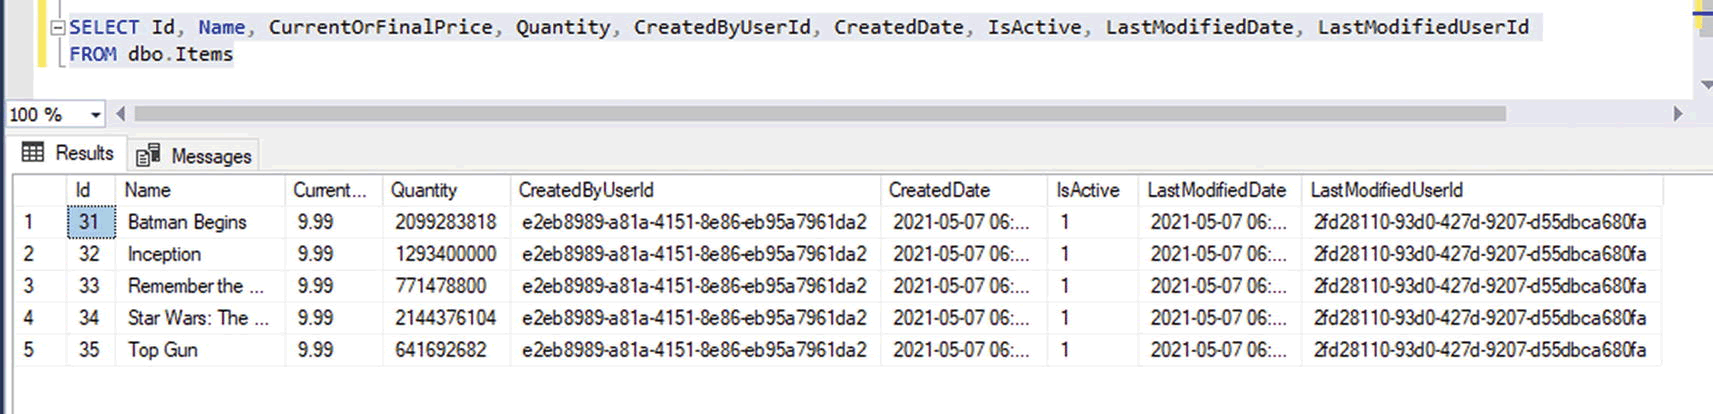 SELECT Id, Name, CurrentOrFinalPrice, Quantity, CreatedByUserId, CreatedDate, IsActive, LastModifiedDate, LastModifiedUserId
FROM dbo.Items
100 %
Results Messages
Id Name Current... Quantity CreatedByUserId CreatedDate IsActive LastModifiedDate LastModifiedUserId
1 31 Batman Begins 9.99 2099283818 e2eb8989-a81a-4151-8e86-eb95a7961da2 2021-05-07 06:... 1 2021-05-07 06:... 2fd28110-93d0-427d-9207-d55dbca680fa
2 32 Inception 9.99 1293400000 e2eb8989-a81a-4151-8e86-eb95a7961da2 2021-05-07 06:... 1 2021-05-07 06:... 2fd28110-93d0-427d-9207-d55dbca680fa
3 33 Remember the ... 9.99 771478800 e2eb8989-a81a-4151-8e86-eb95a7961da2 2021-05-07 06:... 1 2021-05-07 06:... 2fd28110-93d0-427d-9207-d55dbca680fa
4 34 Star Wars: The ... 9.99 2144376104 e2eb8989-a81a-4151-8e86-eb95a7961da2 2021-05-07 06:... 1 2021-05-07 06:... 2fd28110-93d0-427d-9207-d55dbca680fa
5 35 Top Gun 9.99 641692682 e2eb8989-a81a-4151-8e86-eb95a7961da2 2021-05-07 06:... 1 2021-05-07 06:... 2fd28110-93d0-427d-9207-d55dbca680fa